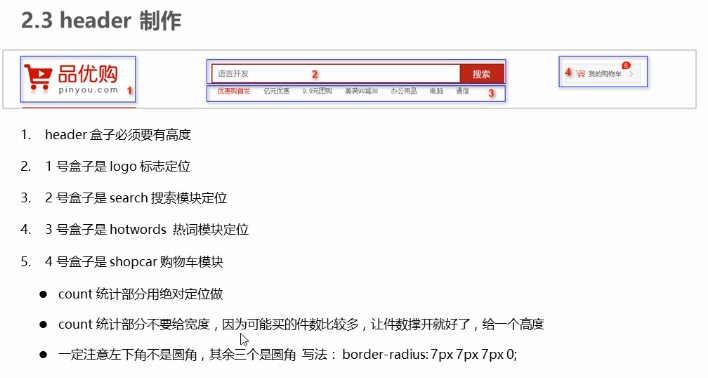 2.3 header 制作
品优购
pinyou.com
1
语言开发
2
搜索
优惠购首发 亿元优惠 9.9元团购 美满99减30 办公用品 电脑 通信
3
4
我的购物车
8
1. header 盒子必须要有高度
2. 1 号盒子是 logo 标志定位
3. 2 号盒子是 search 搜索模块定位
4. 3 号盒子是 hotwords 热词模块定位
5. 4 号盒子是 shopcar 购物车模块
● count 统计部分用绝对定位做
● count 统计部分不要给宽度，因为可能买的件数比较多，让件数撑开就好了，给一个高度
● 一定注意左下角不是圆角，其余三个是圆角 写法： border-radius: 7px 7px 7px 0;